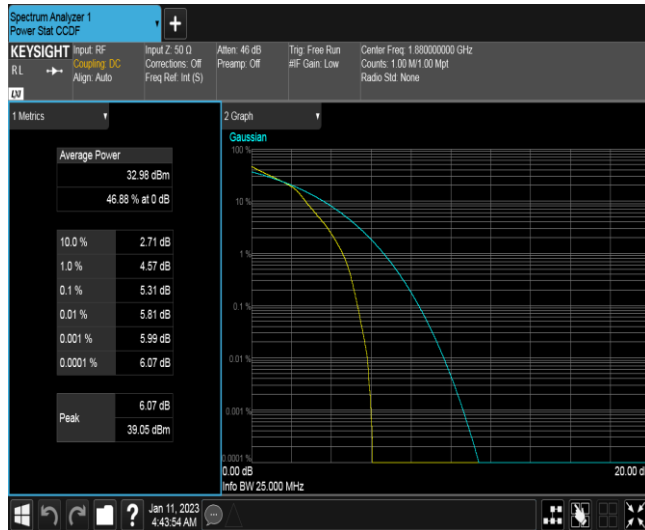 Spectrum Analyzer 1
Power Stat CCDF
+
KEYSIGHT Input: RF Input Z: 50 Ω Atten: 46 dB Trig: Free Run Center Freq: 1.880000000 GHz
RL Coupling: DC Corrections: Off Preamp: Off #IF Gain: Low Counts: 1.00 M/1.00 Mpt
Align: Auto Freq Ref: Int (S) Radio Std: None
LXI
1 Metrics
Average Power
32.98 dBm
46.88 % at 0 dB
10.0 % 2.71 dB
1.0 % 4.57 dB
0.1 % 5.31 dB
0.01 % 5.81 dB
0.001 % 5.99 dB
0.0001 % 6.07 dB
Peak 6.07 dB
39.05 dBm
2 Graph
Gaussian
100 %
10 %
1 %
0.1 %
0.01 %
0.001 %
0.0001 %
0.00 dB 20.00 d
Info BW 25.000 MHz
? Jan 11, 2023
4:43:54 AM